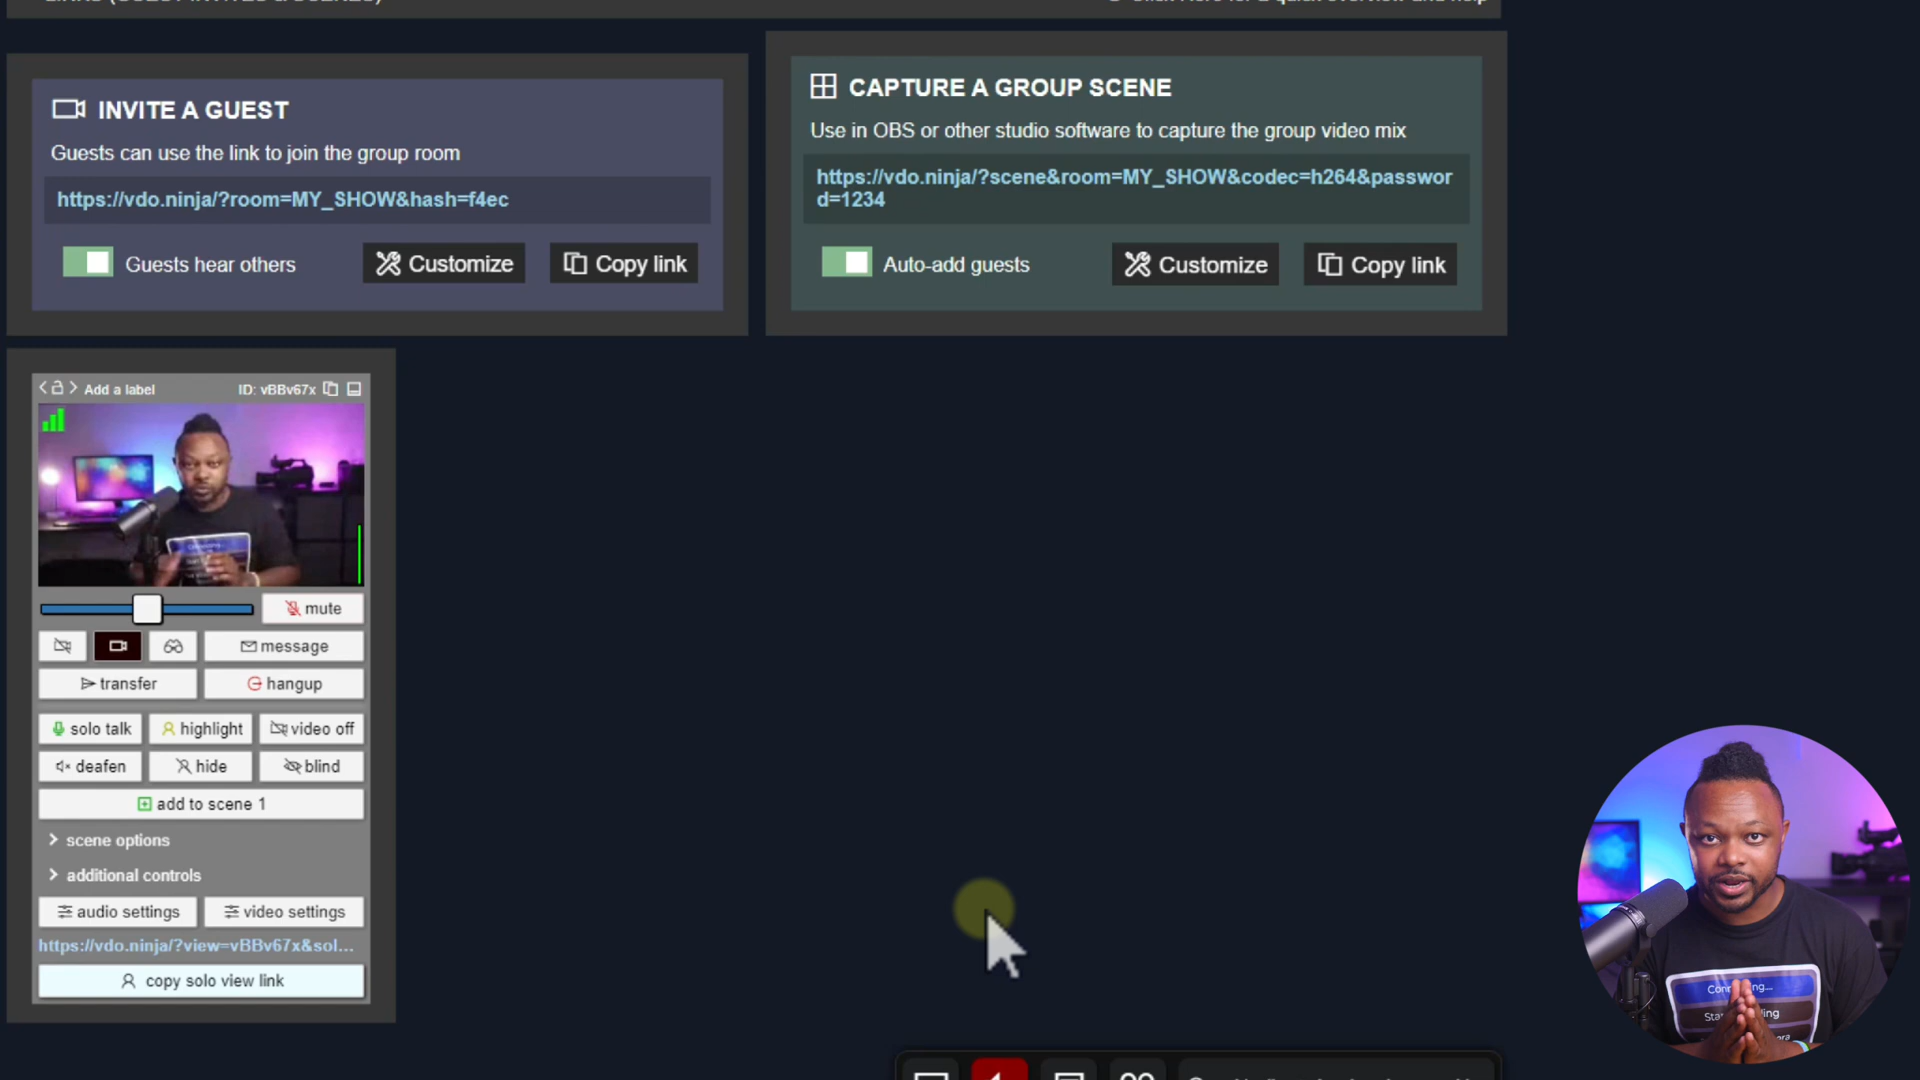 INVITE A GUEST
Guests can use the link to join the group room
https://vdo.ninja/?room=MY_SHOW&hash=f4ec
Guests hear others
Customize
Copy link
CAPTURE A GROUP SCENE
Use in OBS or other studio software to capture the group video mix
https://vdo.ninja/?scene&room=MY_SHOW&codec=h264&passwor
d=1234
Auto-add guests
Customize
Copy link
Add a label
ID: vBBv67x
mute
message
transfer
hangup
solo talk
highlight
video off
deafen
hide
blind
add to scene 1
scene options
additional controls
audio settings
video settings
https://vdo.ninja/?view=vBBv67x&sol...
copy solo view link